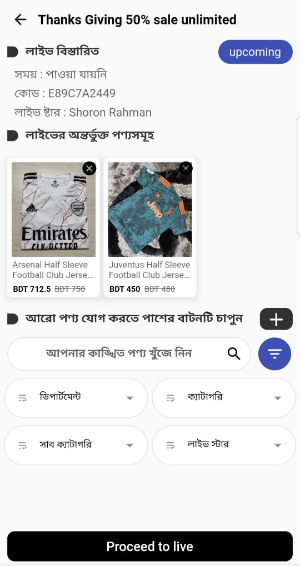 Thanks Giving 50% sale unlimited
লাইভ বিস্তারিত
upcoming
সময় : পাওয়া যায়নি
কোড : E89C7A2449
লাইভ ষ্টার : Shoron Rahman
লাইভের অন্তর্ভুক্ত পণ্যসমূহ
Emirates
FLY BETTER
Jeep
Arsenal Half Sleeve
Football Club Jerse...
BDT 712.5 BDT 750
Juventus Half Sleeve
Football Club Jerse...
BDT 450 BDT 480
আরো পণ্য যোগ করতে পাশের বাটনটি চাপুন
আপনার কাঙ্খিত পণ্য খুঁজে নিন
ডিপার্টমেন্ট
ক্যাটাগরি
সাব ক্যাটাগরি
লাইভ স্টার
Proceed to live